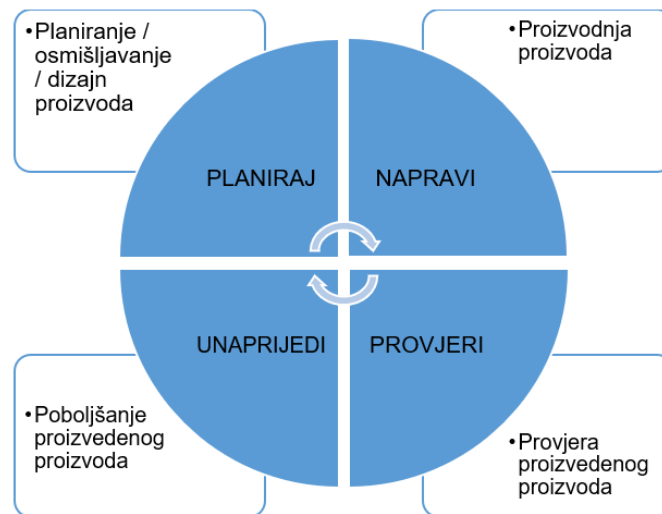 •Planiranje /
osmišljavanje
/ dizajn
proizvoda
•Proizvodnja
proizvoda
PLANIRAJ
NAPRAVI
UNAPRIJEDI
PROVJERI
•Poboljšanje
proizvedenog
proizvoda
•Provjera
proizvedenog
proizvoda